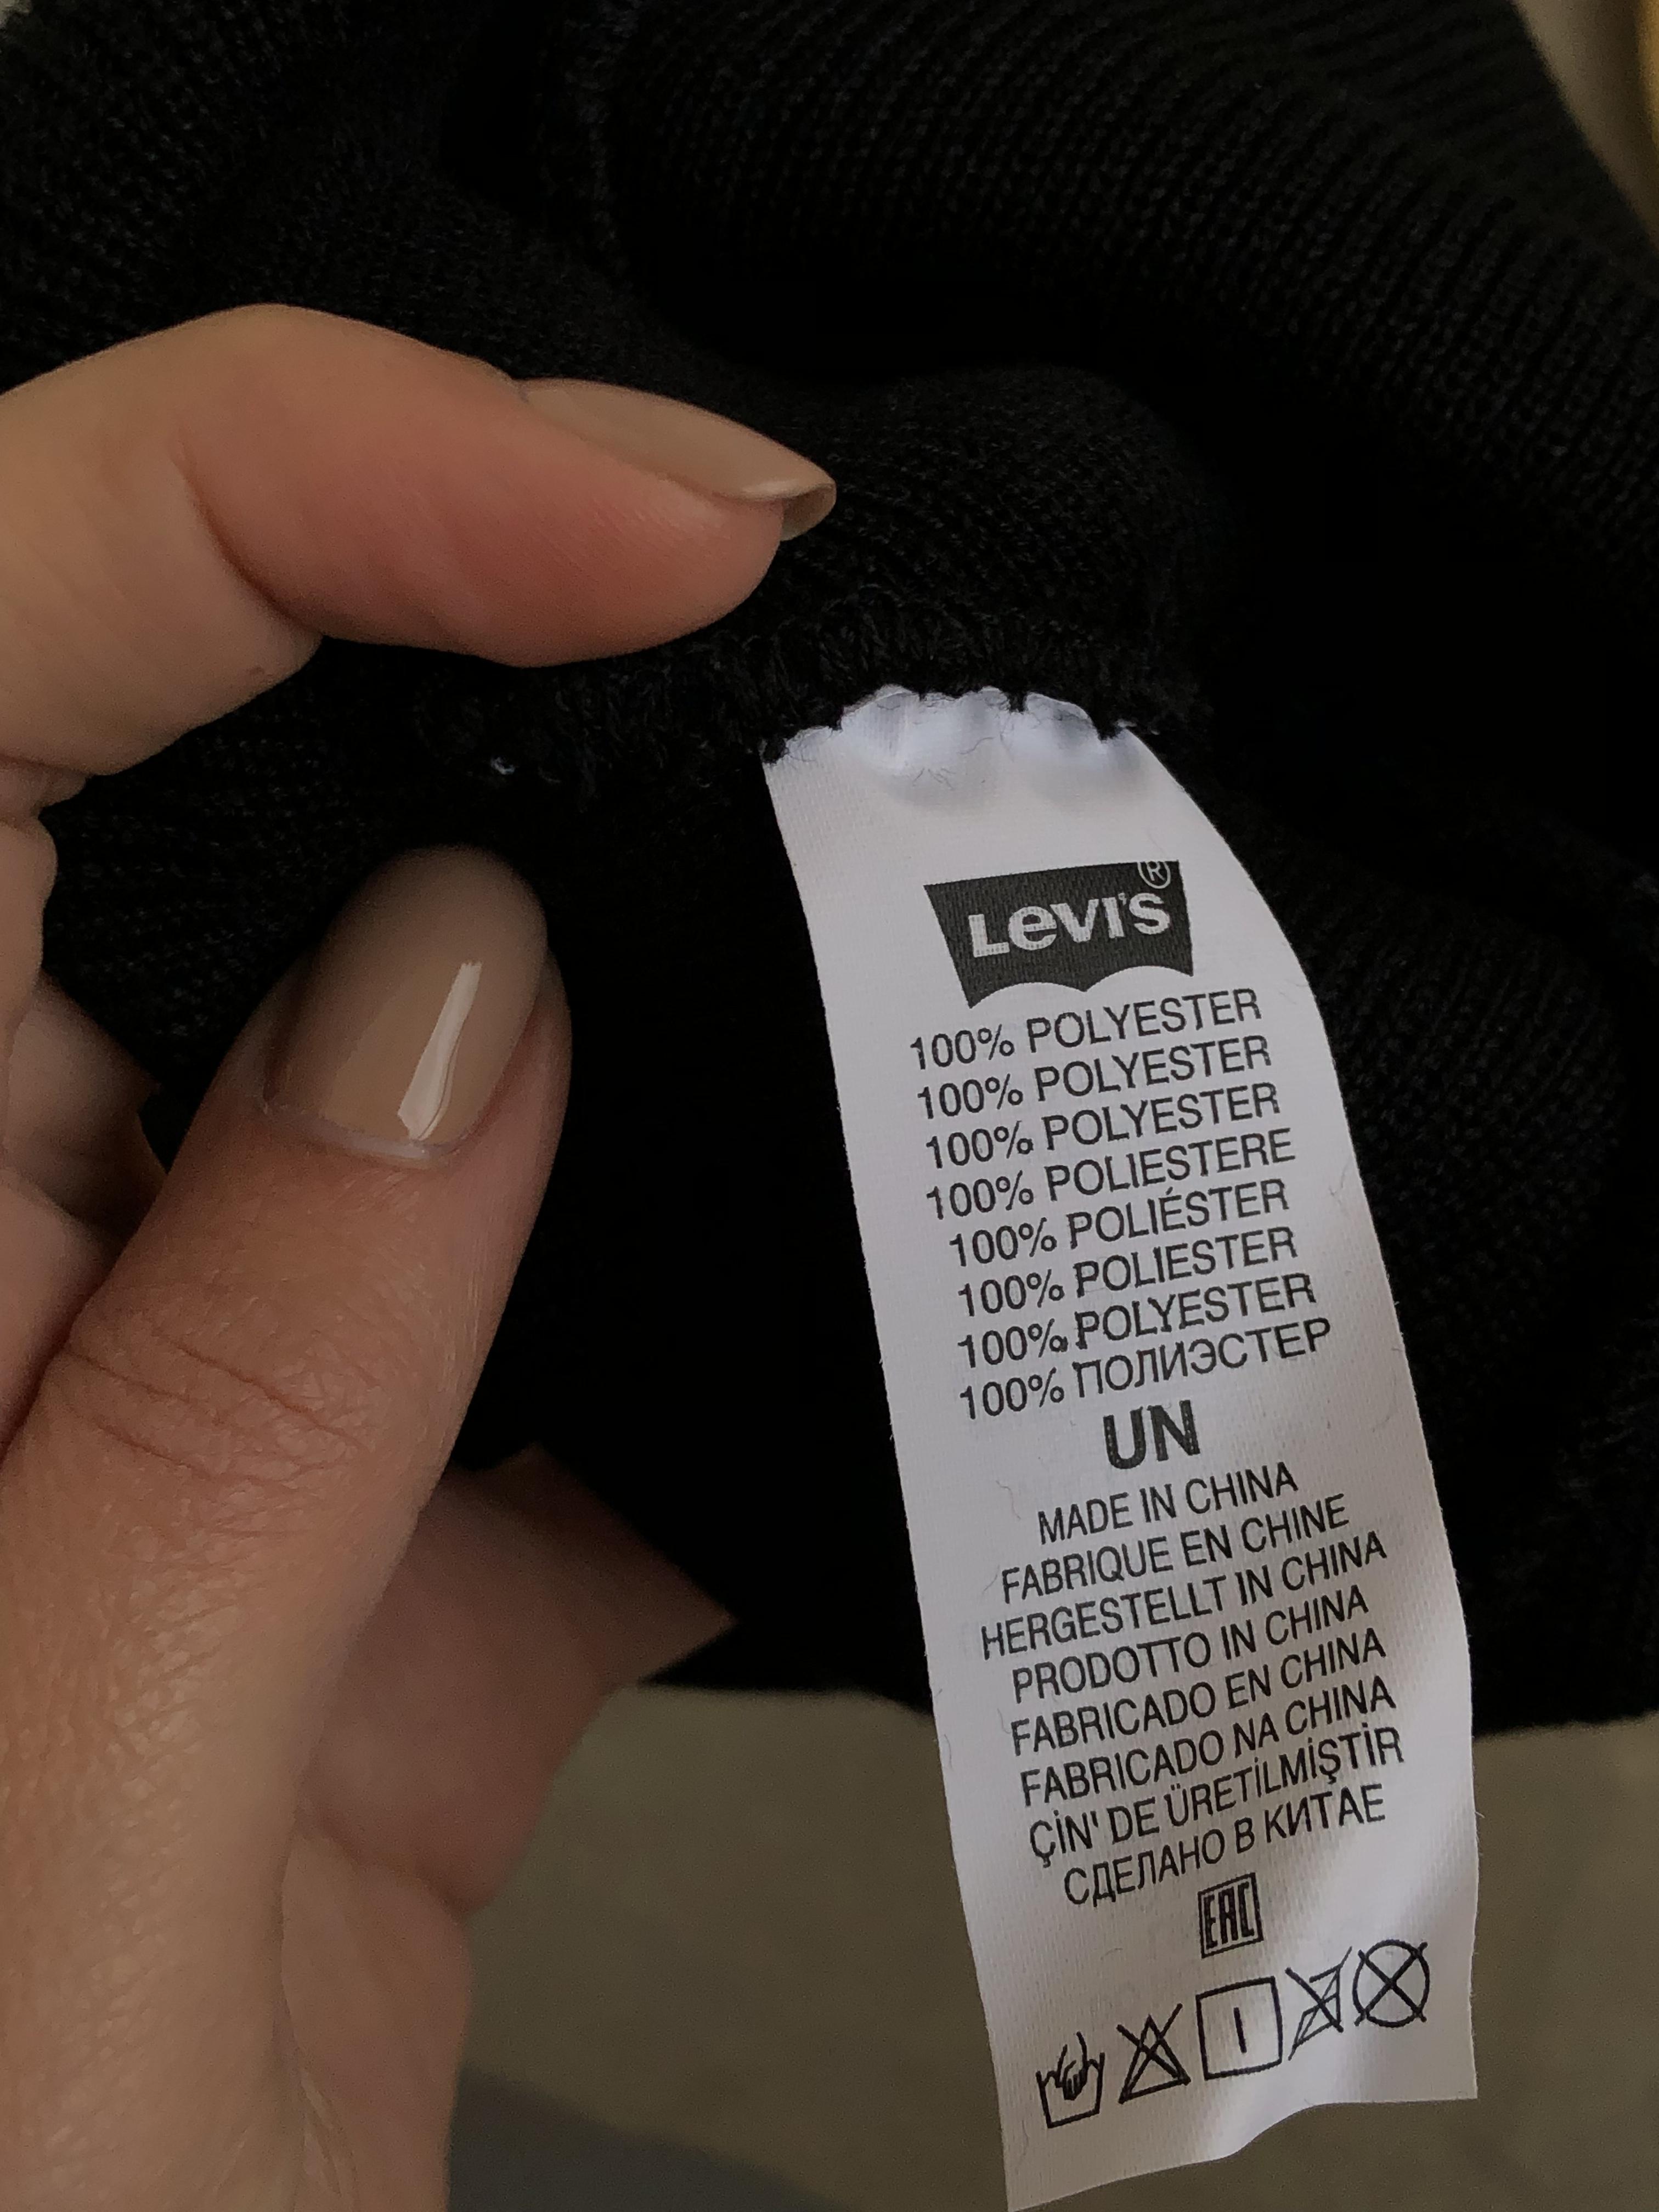 LEVI'S®
100% POLYESTER
100% POLYESTER
100% POLYESTER
100% POLIESTERE
100% POLIÉSTER
100% POLIESTER
100% POLYESTER
100% ПОЛИЭСТЕР
UN
MADE IN CHINA
FABRIQUE EN CHINE
HERGESTELLT IN CHINA
PRODOTTO IN CHINA
FABRICADO EN CHINA
FABRICADO NA CHINA
ÇİN' DE ÜRETİLMİŞTİR
СДЕЛАНО В КИТАЕ
EAC